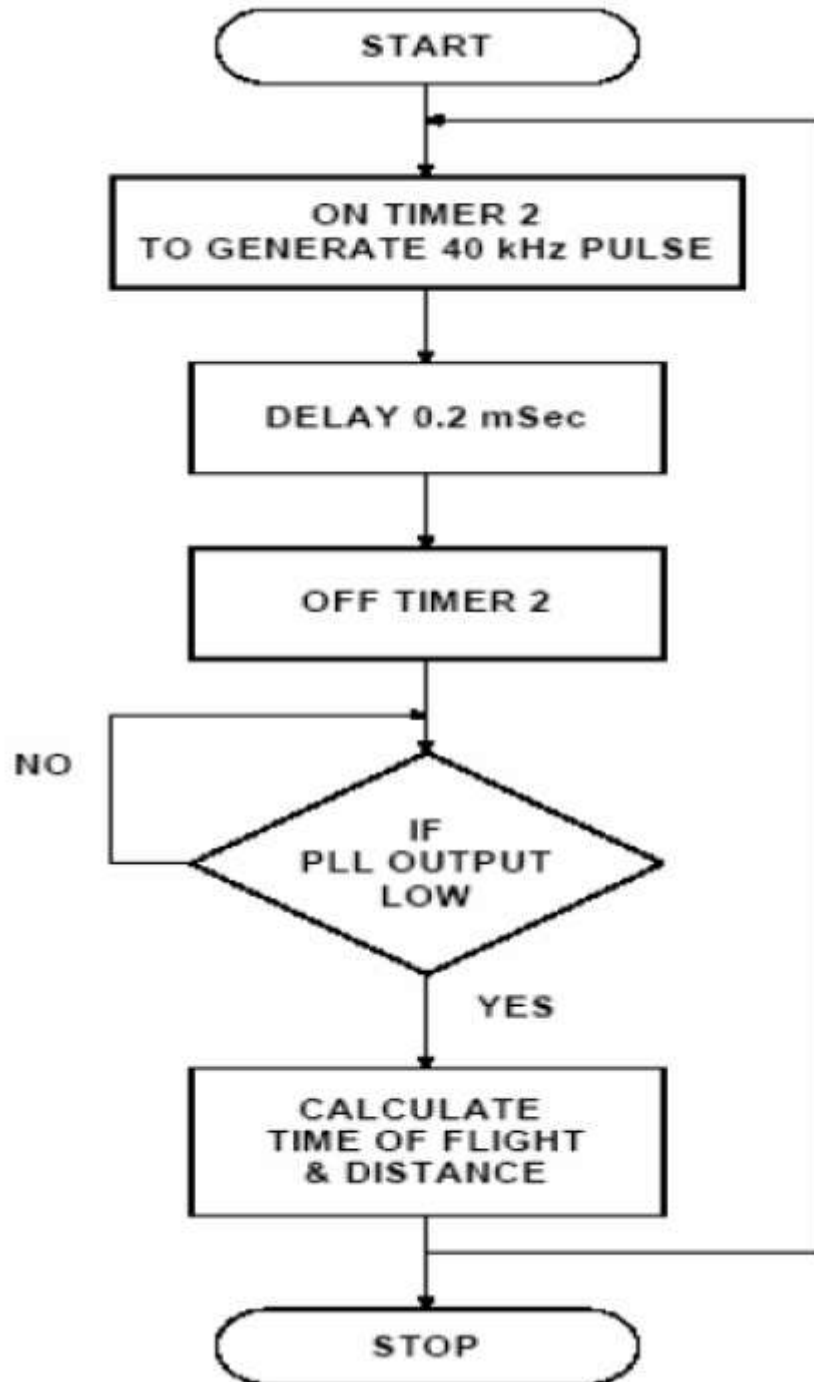 START
ON TIMER 2
TO GENERATE 40 kHz PULSE
DELAY 0.2 mSec
OFF TIMER 2
NO
IF
PLL OUTPUT
LOW
YES
CALCULATE
TIME OF FLIGHT
& DISTANCE
STOP